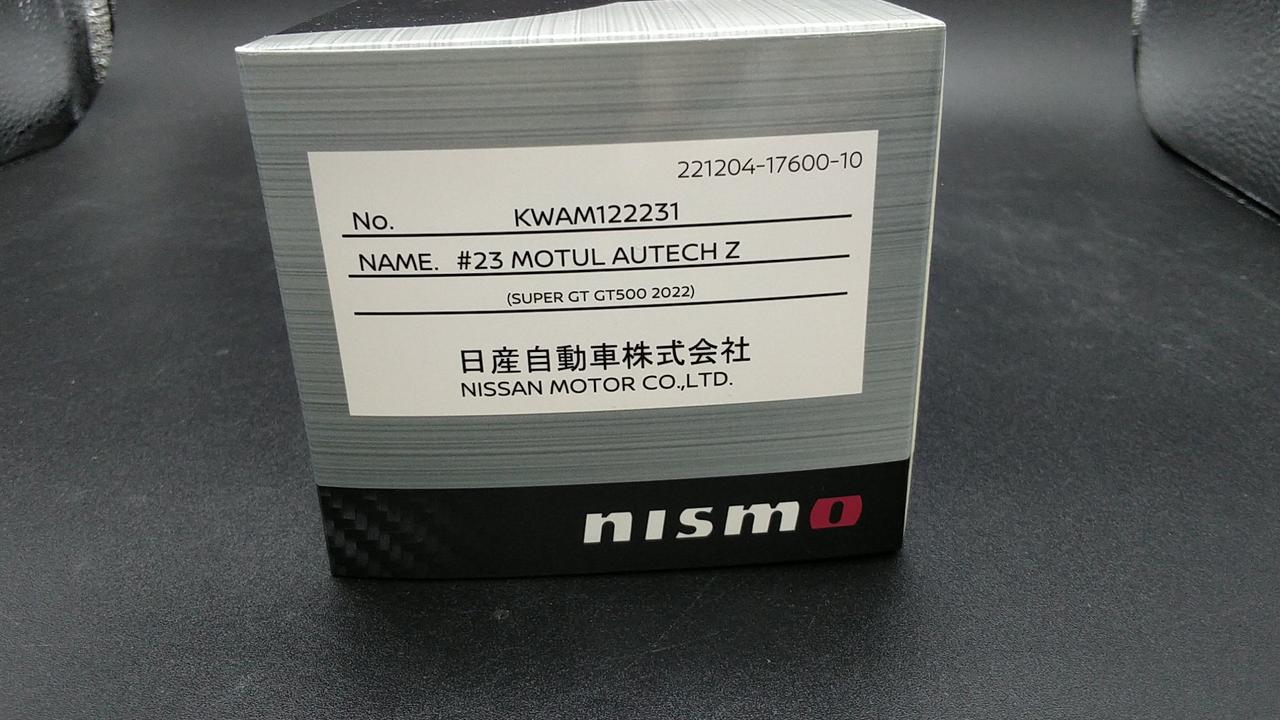 221204-17600-10
No. KWAM122231
NAME. #23 MOTUL AUTECH Z
(SUPER GT GT500 2022)
日産自動車株式会社
NISSAN MOTOR CO.,LTD.
nismo